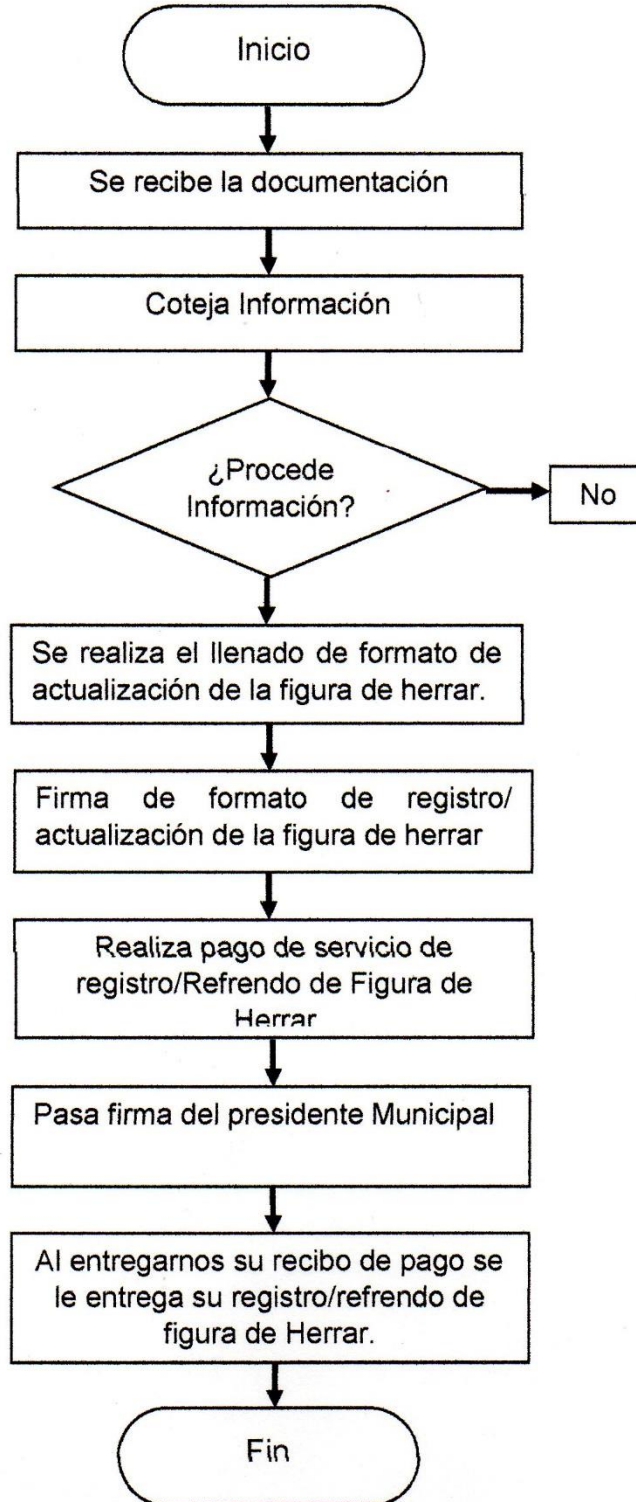 Inicio
Se recibe la documentación
Coteja Información
¿Procede
Información?
No
Se realiza el llenado de formato de
actualización de la figura de herrar.
Firma de formato de registro/
actualización de la figura de herrar
Realiza pago de servicio de
registro/Refrendo de Figura de
Herrar
Pasa firma del presidente Municipal
Al entregarnos su recibo de pago se
le entrega su registro/refrendo de
figura de Herrar.
Fin